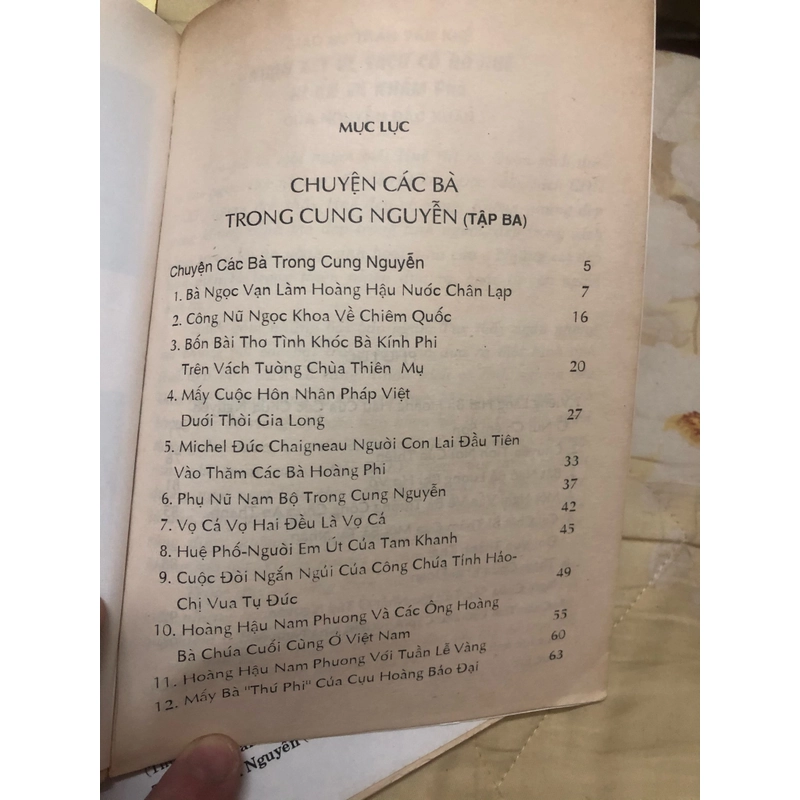 MỤC LỤC
CHUYỆN CÁC BÀ
TRONG CUNG NGUYỄN (TẬP BA)
Chuyện Các Bà Trong Cung Nguyễn 5
1. Bà Ngọc Vạn Làm Hoàng Hậu Nước Chân Lạp 7
2. Công Nữ Ngọc Khoa Về Chiêm Quốc 16
3. Bốn Bài Thơ Tình Khóc Bà Kính Phi
Trên Vách Tường Chùa Thiên Mụ 20
4. Mấy Cuộc Hôn Nhân Pháp Việt
Dưới Thời Gia Long 27
5. Michel Đức Chaigneau Người Con Lai Đầu Tiên
Vào Thăm Các Bà Hoàng Phi 33
6. Phụ Nữ Nam Bộ Trong Cung Nguyễn 37
7. Vợ Cả Vợ Hai Đều Là Vợ Cả 42
8. Huệ Phố-Người Em Út Của Tam Khanh 45
9. Cuộc Đời Ngắn Ngủi Của Công Chúa Tĩnh Hảo-
Chị Vua Tự Đức 49
10. Hoàng Hậu Nam Phương Và Các Ông Hoàng
Bà Chúa Cuối Cùng Ở Việt Nam 55
11. Hoàng Hậu Nam Phương Với Tuần Lễ Vàng 60
12. Mấy Bà "Thứ Phi" Của Cựu Hoàng Bảo Đại 63
Nguyên